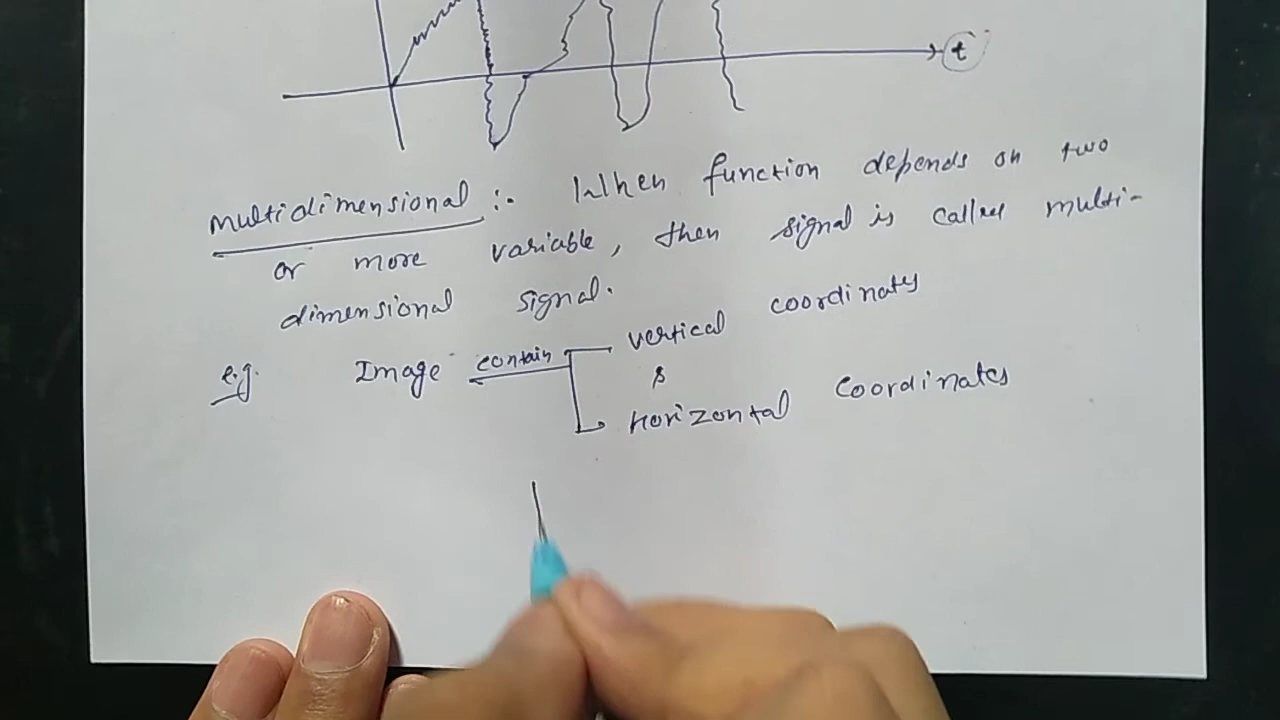 t
multidimensional :- When function depends on two
or more variable, then signal is called multi-
dimensional signal.
e.g. Image contain vertical coordinates
&
Horizontal Coordinates